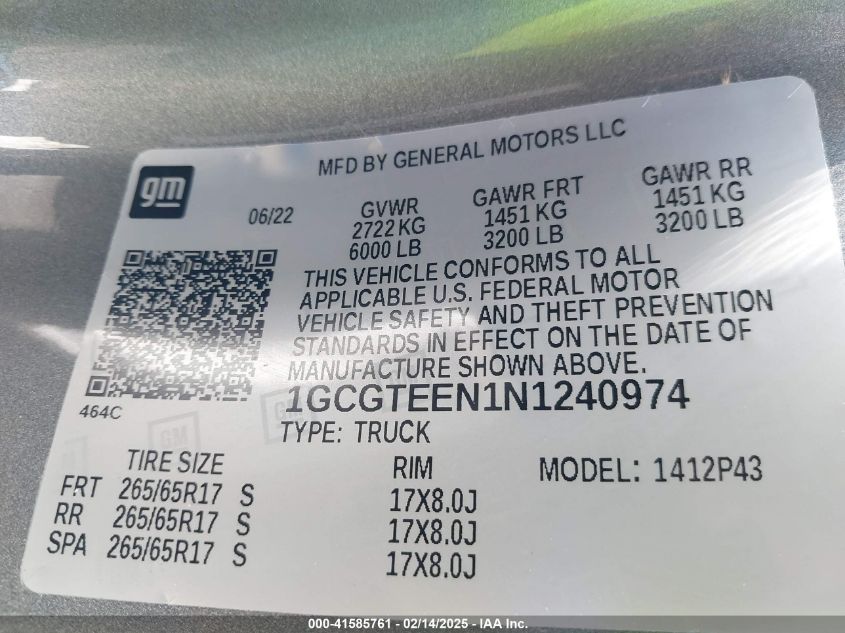 MFD BY GENERAL MOTORS LLC
gm
06/22
GVWR
2722 KG
6000 LB
GAWR FRT
1451 KG
3200 LB
GAWR RR
1451 KG
3200 LB
THIS VEHICLE CONFORMS TO ALL
APPLICABLE U.S. FEDERAL MOTOR
VEHICLE SAFETY AND THEFT PREVENTION
STANDARDS IN EFFECT ON THE DATE OF
MANUFACTURE SHOWN ABOVE.
464C
1GCGTEEN1N1240974
TYPE: TRUCK
TIRE SIZE RIM MODEL: 1412P43
FRT 265/65R17 S 17X8.0J
RR 265/65R17 S 17X8.0J
SPA 265/65R17 S 17X8.0J
GM
GM
000-41585761 - 02/14/2025 - IAA Inc.